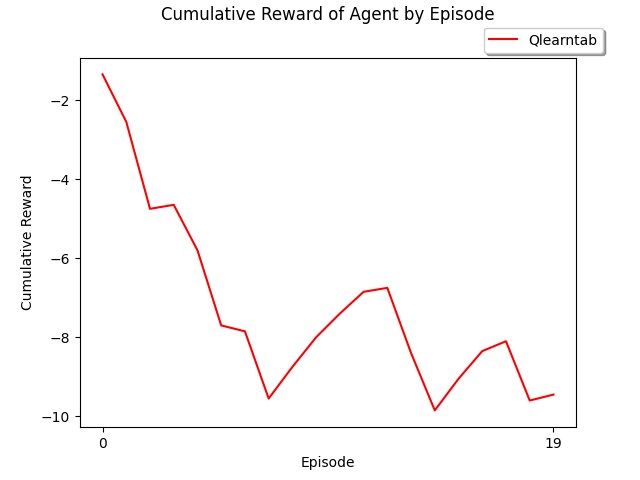 Cumulative Reward of Agent by Episode
Qlearntab
−2
−4
−6
−8
−10
Cumulative Reward
0
19
Episode